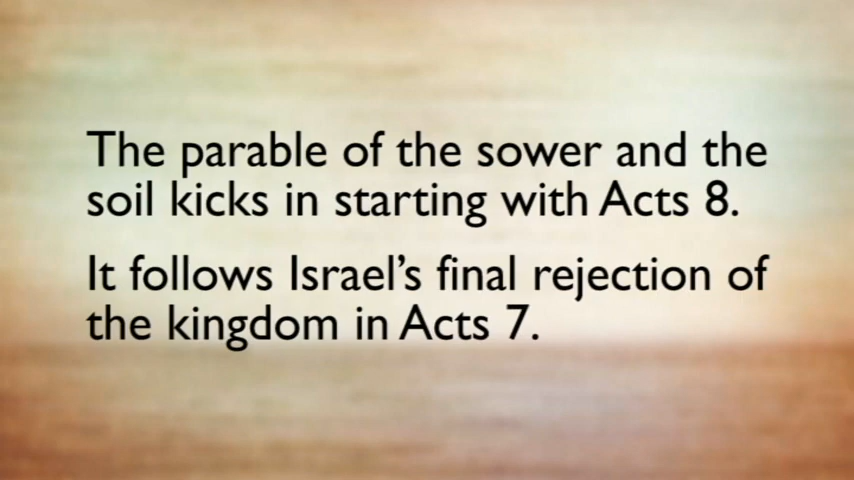 The parable of the sower and the
soil kicks in starting with Acts 8.
It follows Israel’s final rejection of
the kingdom in Acts 7.